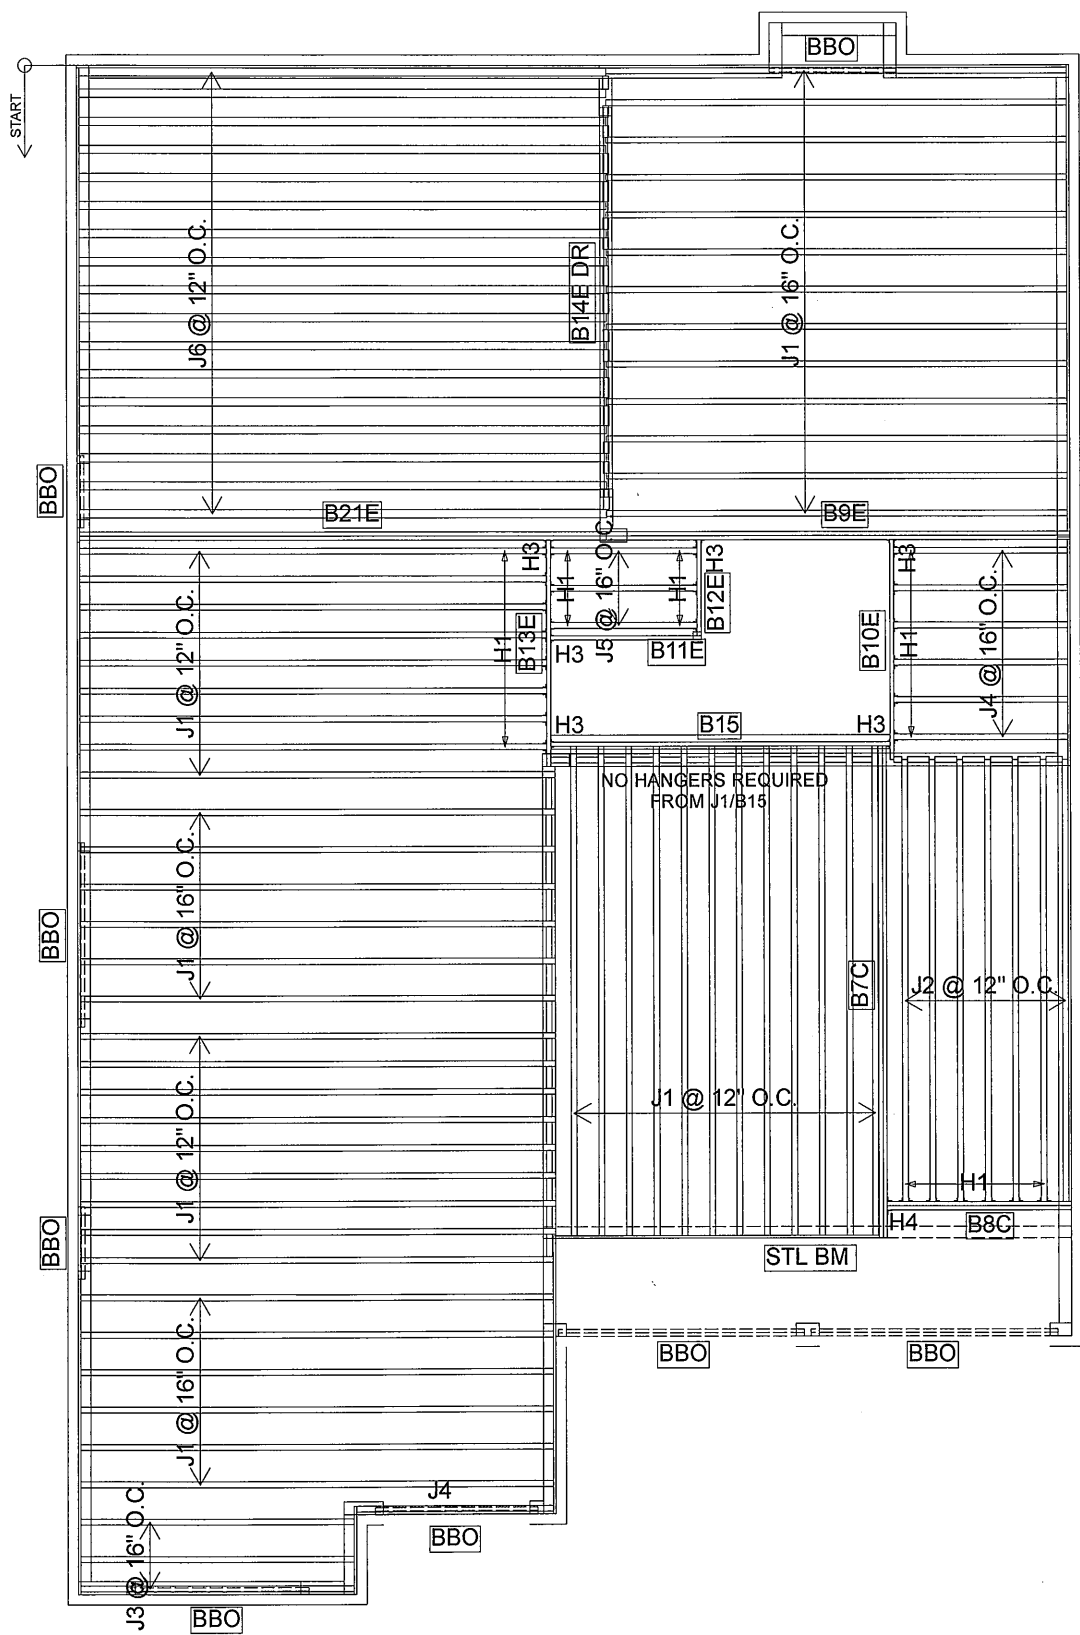 BBO
START
J6 @ 12" O.C.
B14E DR
J1 @ 16" O.C.
BBO
B21E
B9E
H3
H1
J5 @ 16" O.C
H1
H3
B12E
H3
J1 @ 12" O.C.
H1
B13E
H3
B11E
B10E
H1
J4 @ 16" O.C.
H3
B15
H3
NO HANGERS REQUIRED
FROM J1/B15
J1 @ 16" O.C.
BBO
B7C
J2 @ 12" O.C.
J1 @ 12" O.C.
J1 @ 12" O.C.
H1
BBO
H4
B8C
STL BM
BBO
BBO
J1 @ 16" O.C.
J4
BBO
J3 @ 16" O.C.
BBO